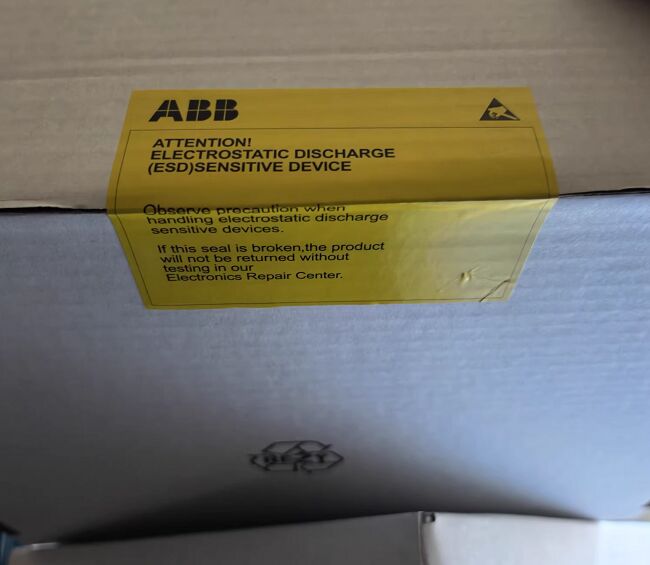 ABB
ATTENTION!
ELECTROSTATIC DISCHARGE
(ESD)SENSITIVE DEVICE
Observe precaution when
handling electrostatic discharge
sensitive devices.
If this seal is broken,the product
will not be returned without
testing in our
Electronics Repair Center.
RESY